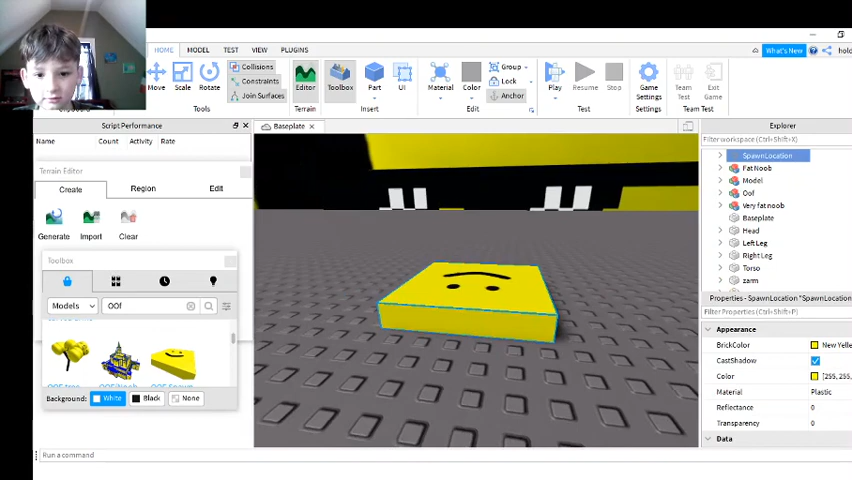 HOME MODEL TEST VIEW PLUGINS
What's New
Move Scale Rotate
Collisions
Constraints
Join Surfaces
Tools
Editor
Terrain
Toolbox Part UI
Insert
Material Color
Group
Lock
Anchor
Edit
Play Resume Stop
Test
Game Settings
Settings
Team Test Exit Game
Team Test
Script Performance
Name Count Activity Rate
Baseplate
Explorer
Filter workspace (Ctrl+Shift+X)
SpawnLocation
Fat Noob
Model
Oof
Very fat noob
Baseplate
Head
Left Leg
Right Leg
Torso
zarm
Terrain Editor
Create Region Edit
Generate Import Clear
Toolbox
Models OOf
Background: White Black None
Properties - SpawnLocation "SpawnLocation
Filter Properties (Ctrl+Shift+P)
Appearance
BrickColor New Yelle
CastShadow
Color [255, 255,
Material Plastic
Reflectance 0
Transparency 0
Data
Run a command